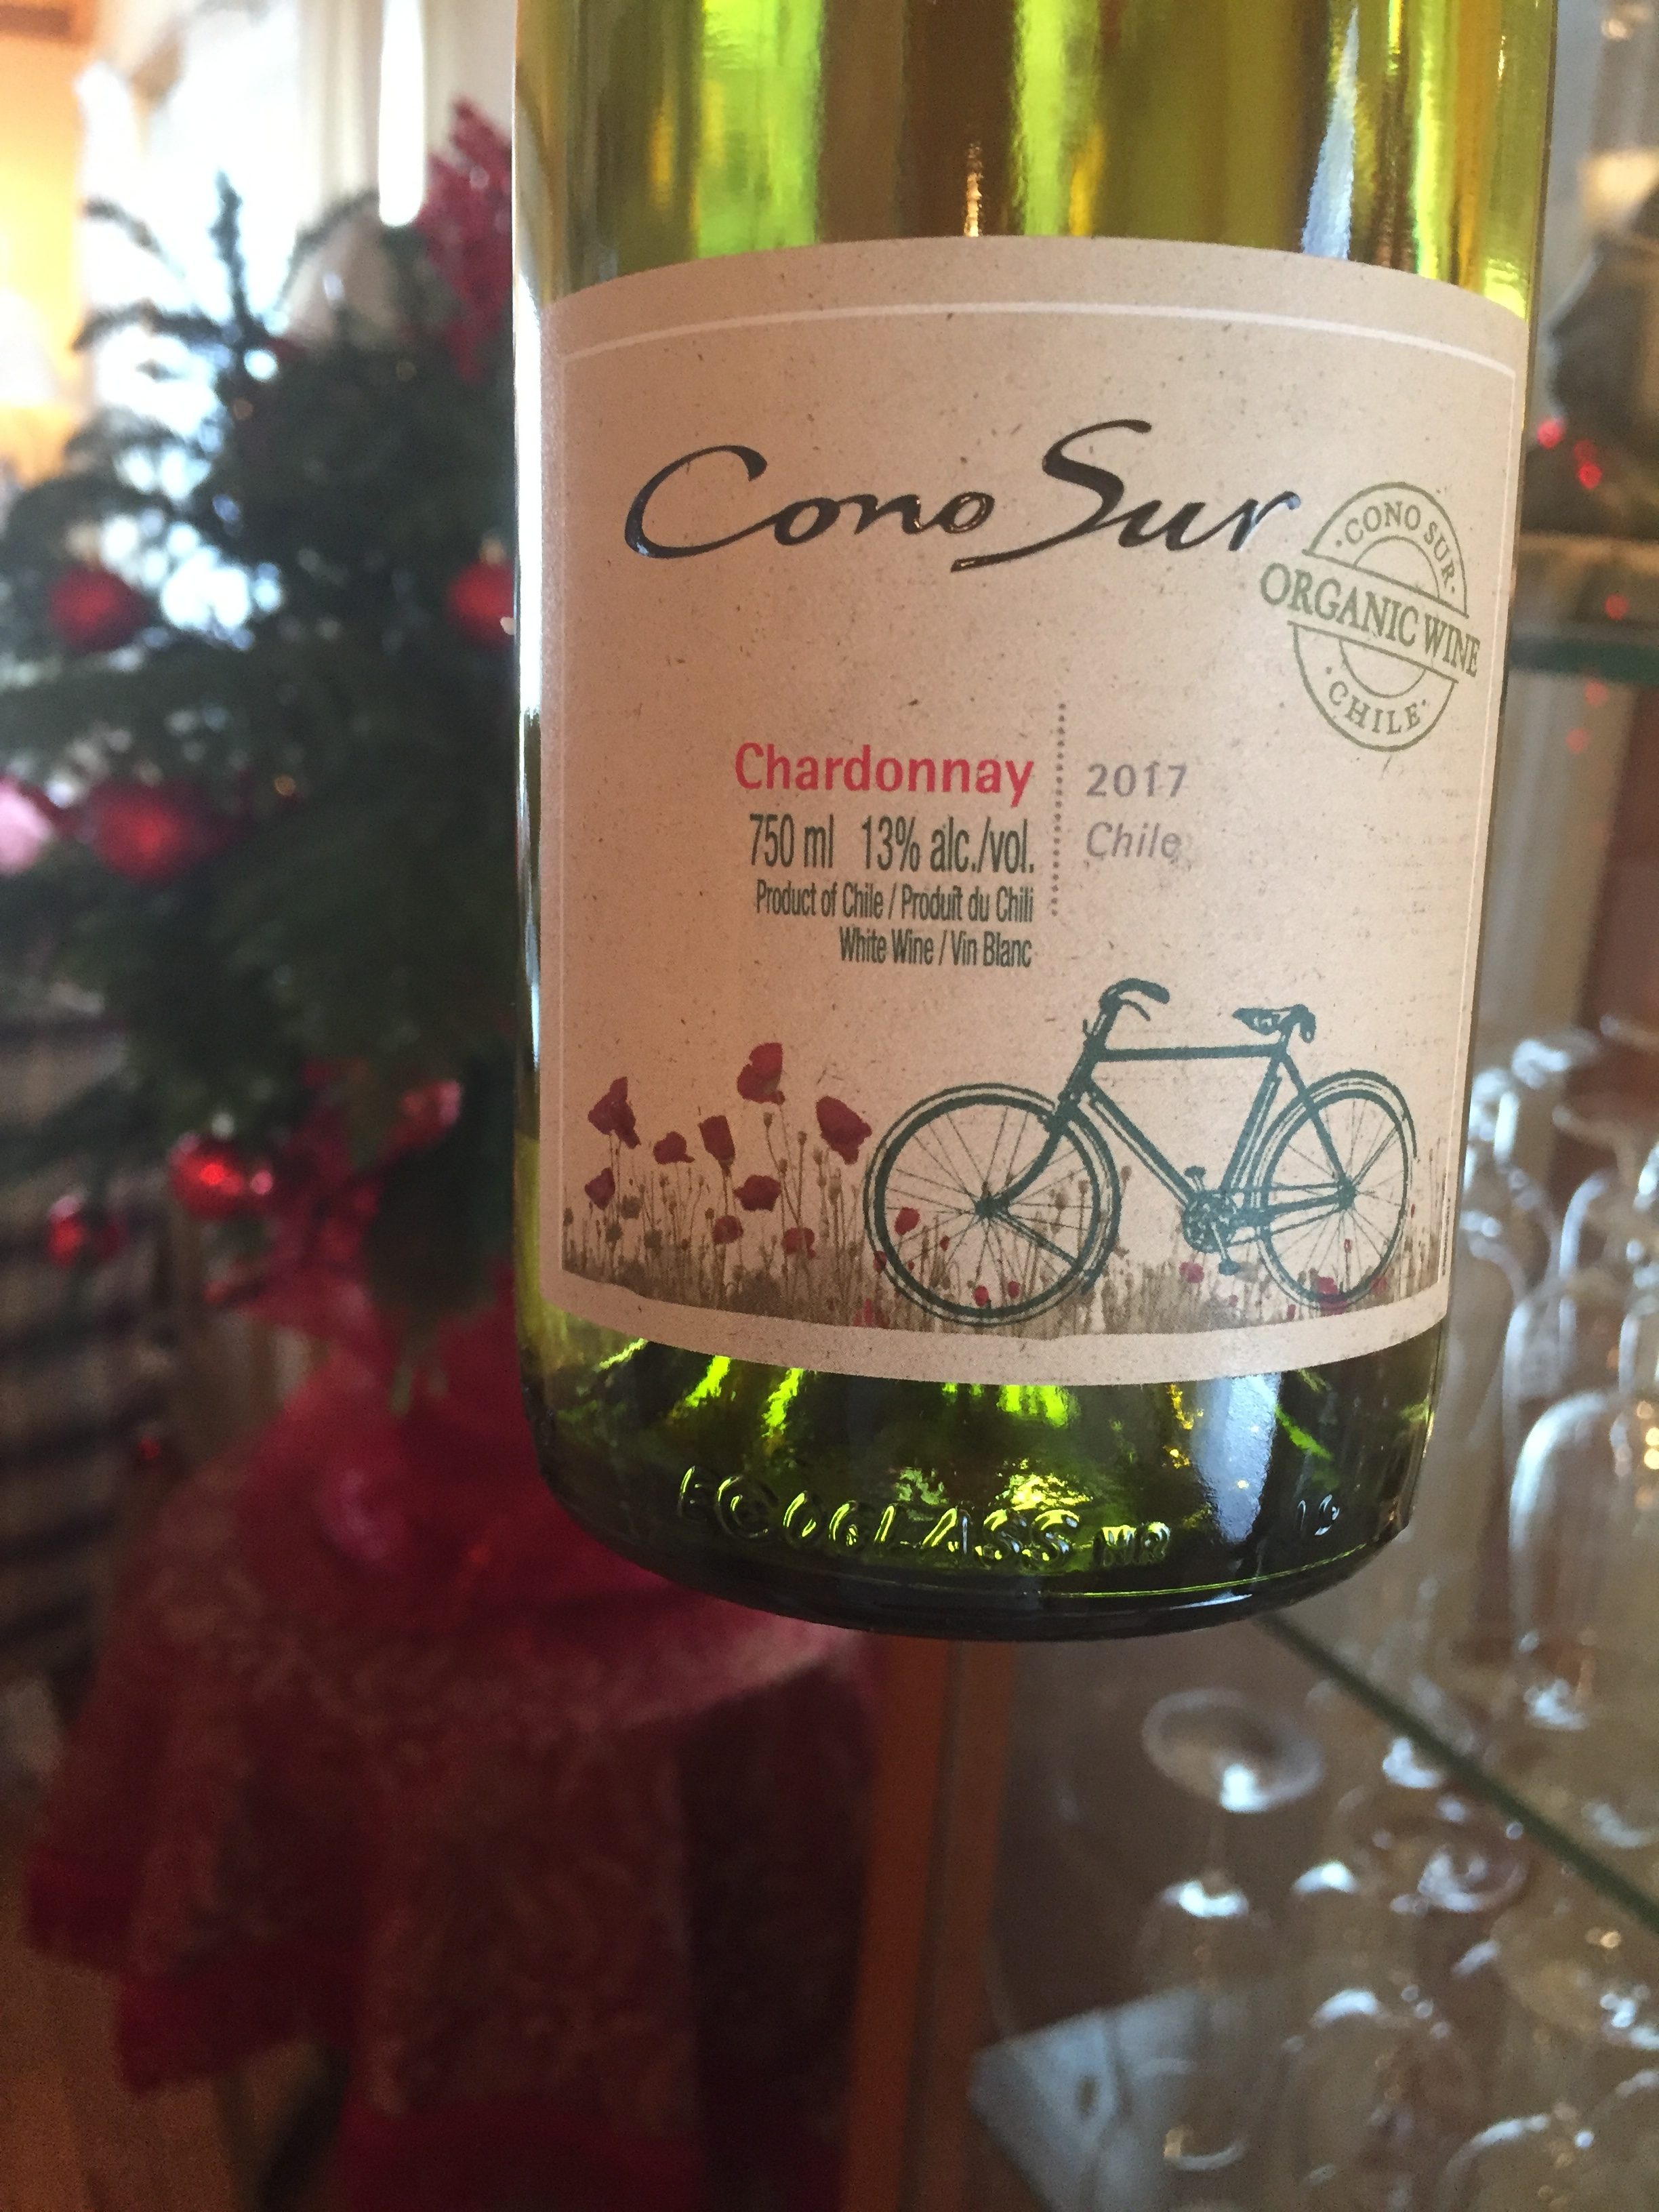 Cono Sur
· CONO SUR ·
ORGANIC WINE
· CHILE ·
Chardonnay
2017
750 ml 13% alc./vol.
Chile
Product of Chile / Produit du Chili
White Wine / Vin Blanc
ECOGLASS